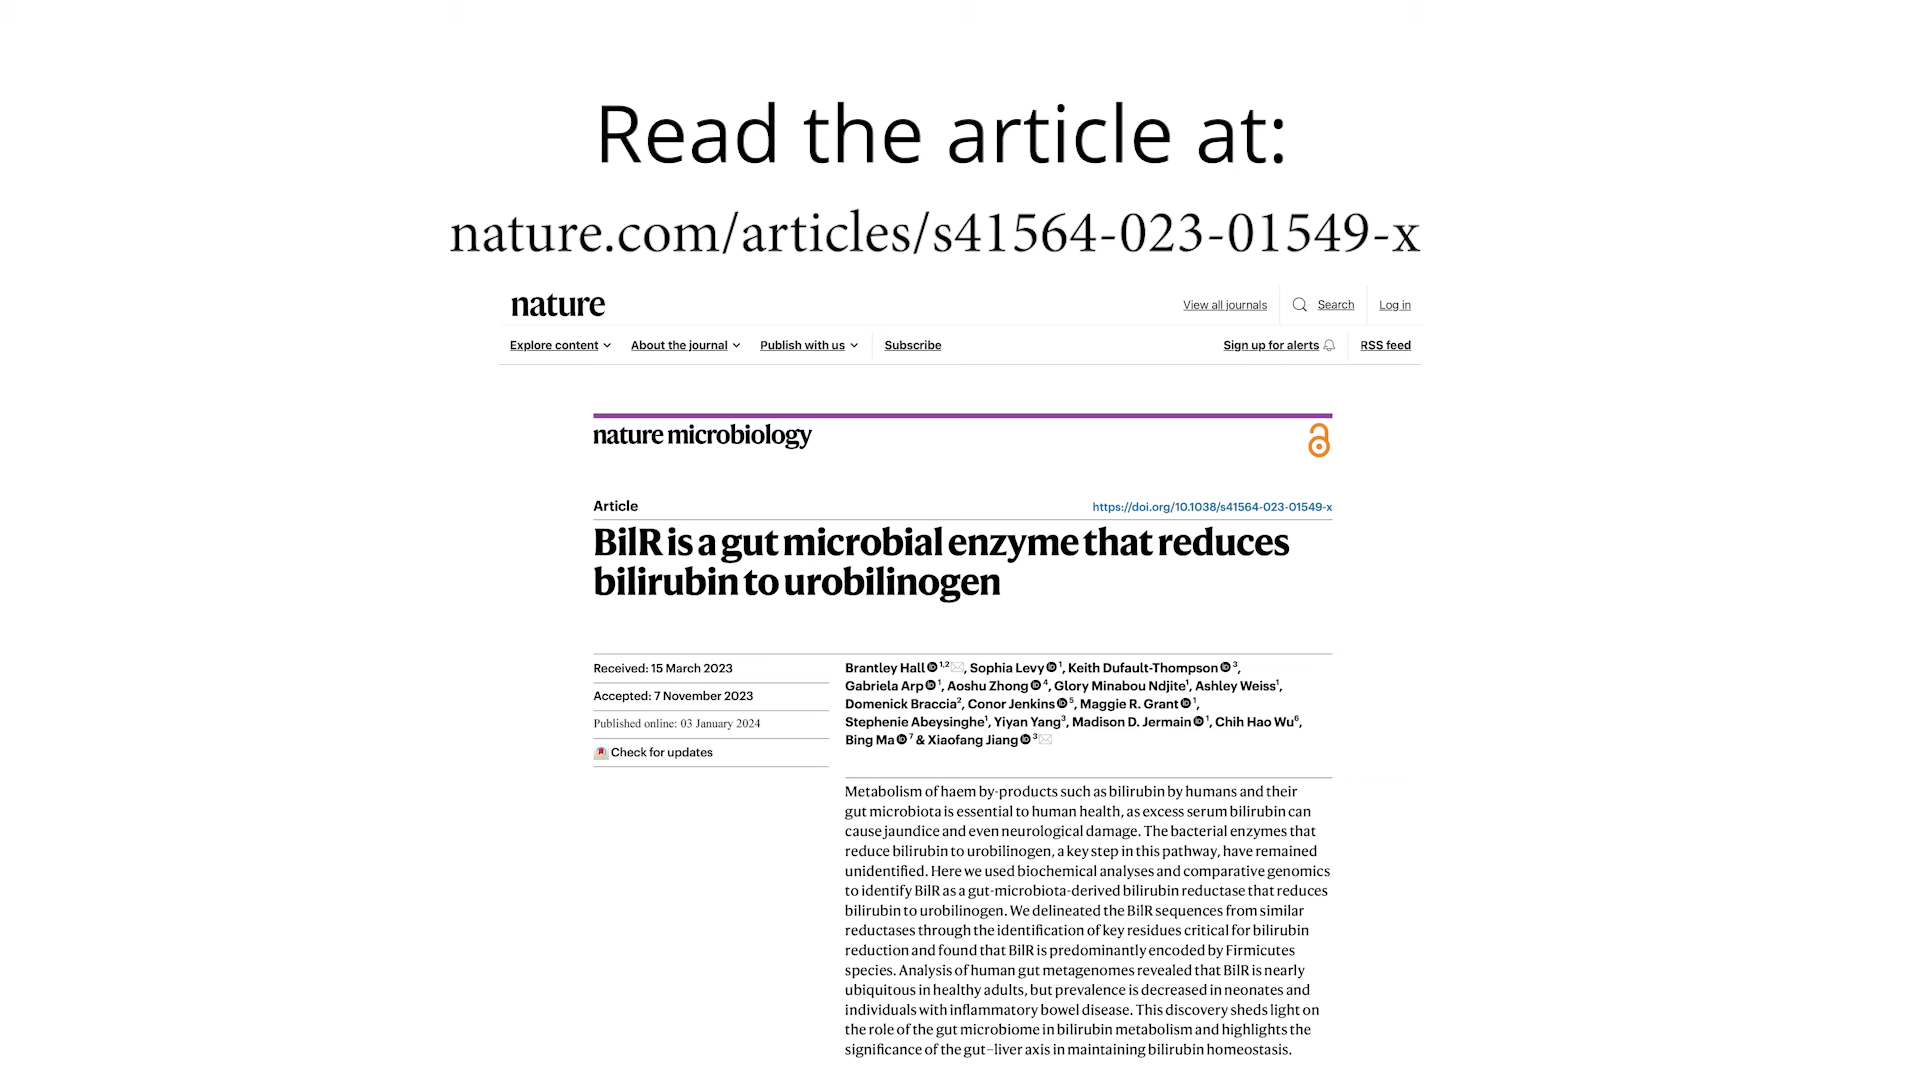 Read the article at:
nature.com/articles/s41564-023-01549-x
nature
View all journals Search Log in
Explore content About the journal Publish with us Subscribe Sign up for alerts RSS feed
nature microbiology
Article https://doi.org/10.1038/s41564-023-01549-x
BilR is a gut microbial enzyme that reduces
bilirubin to urobilinogen
Received: 15 March 2023
Accepted: 7 November 2023
Published online: 03 January 2024
Check for updates
Brantley Hall 1,2, Sophia Levy 1, Keith Dufault-Thompson 3,
Gabriela Arp 1, Aoshu Zhong 4, Glory Minabou Ndjite1, Ashley Weiss1,
Domenick Braccia2, Conor Jenkins 5, Maggie R. Grant 1,
Stephenie Abeysinghe1, Yiyan Yang3, Madison D. Jermain 1, Chih Hao Wu6,
Bing Ma 7 & Xiaofang Jiang 3
Metabolism of haem by-products such as bilirubin by humans and their
gut microbiota is essential to human health, as excess serum bilirubin can
cause jaundice and even neurological damage. The bacterial enzymes that
reduce bilirubin to urobilinogen, a key step in this pathway, have remained
unidentified. Here we used biochemical analyses and comparative genomics
to identify BilR as a gut-microbiota-derived bilirubin reductase that reduces
bilirubin to urobilinogen. We delineated the BilR sequences from similar
reductases through the identification of key residues critical for bilirubin
reduction and found that BilR is predominantly encoded by Firmicutes
species. Analysis of human gut metagenomes revealed that BilR is nearly
ubiquitous in healthy adults, but prevalence is decreased in neonates and
individuals with inflammatory bowel disease. This discovery sheds light on
the role of the gut microbiome in bilirubin metabolism and highlights the
significance of the gut–liver axis in maintaining bilirubin homeostasis.